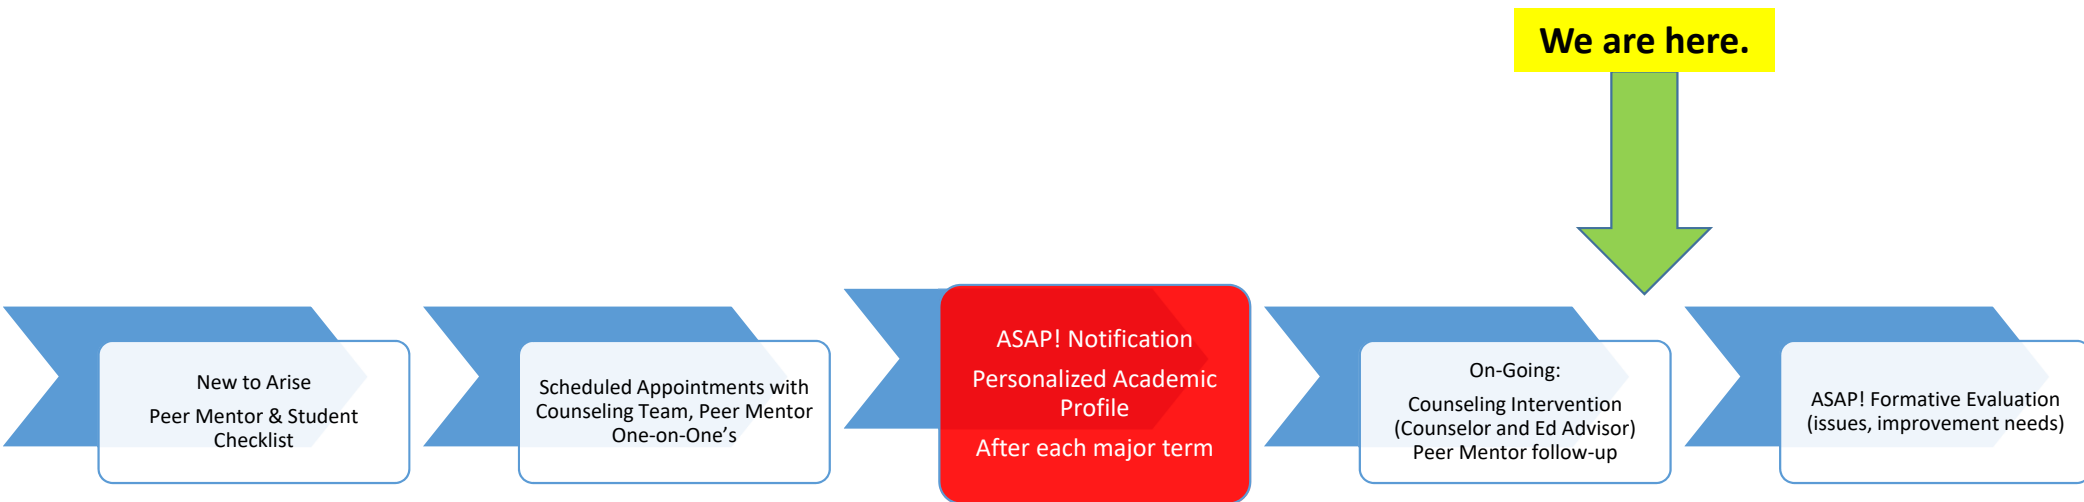 We are here.
New to Arise
Peer Mentor & Student
Checklist
Scheduled Appointments with
Counseling Team, Peer Mentor
One-on-One’s
ASAP! Notification
Personalized Academic
Profile
After each major term
On-Going:
Counseling Intervention
(Counselor and Ed Advisor)
Peer Mentor follow-up
ASAP! Formative Evaluation
(issues, improvement needs)